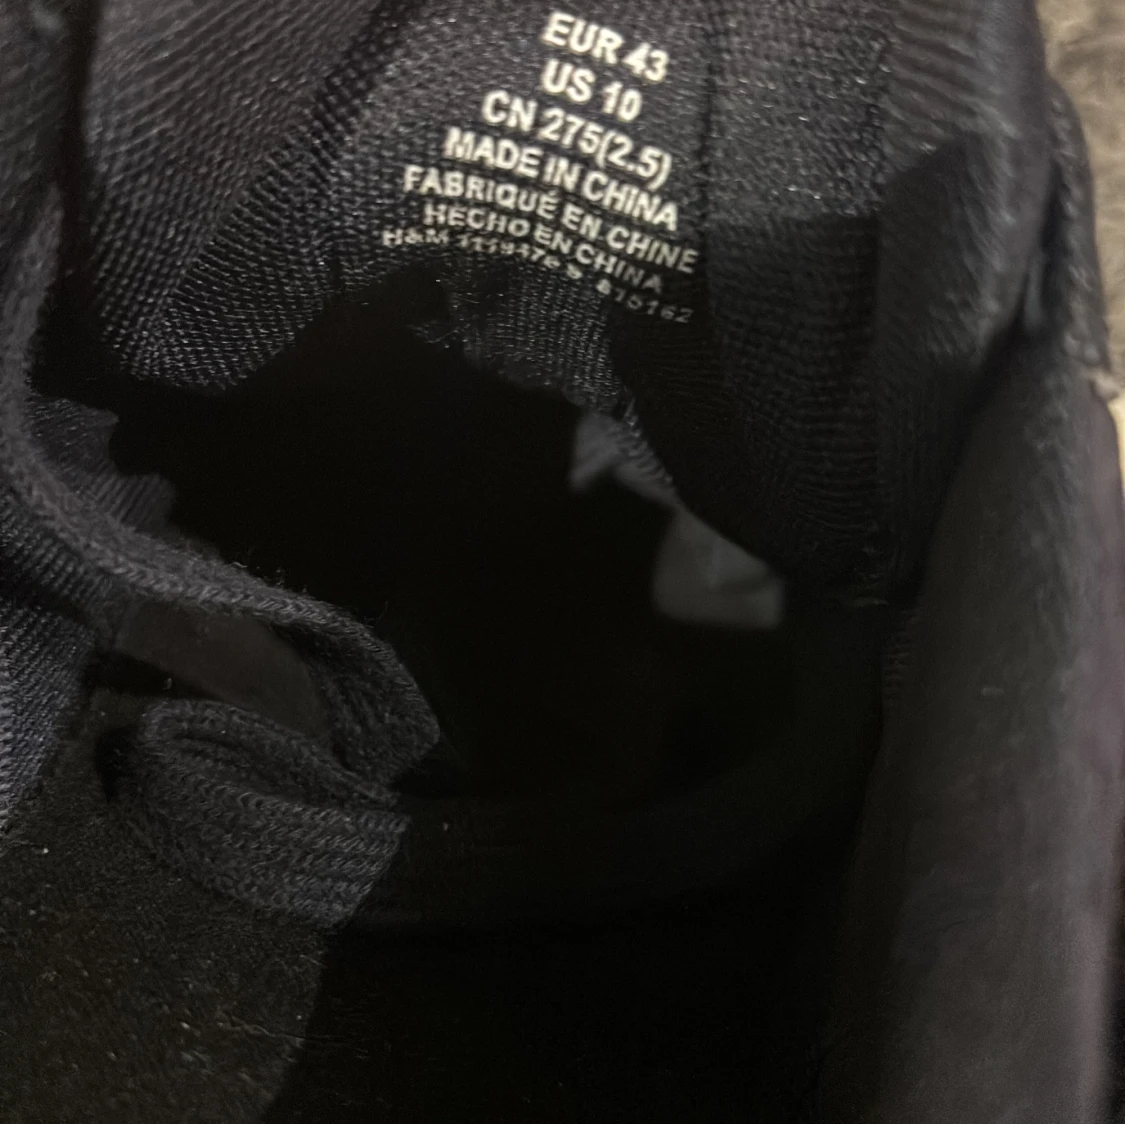 EUR 43
US 10
CN 275(2.5)
MADE IN CHINA
FABRIQUÉ EN CHINE
HECHO EN CHINA
H&M